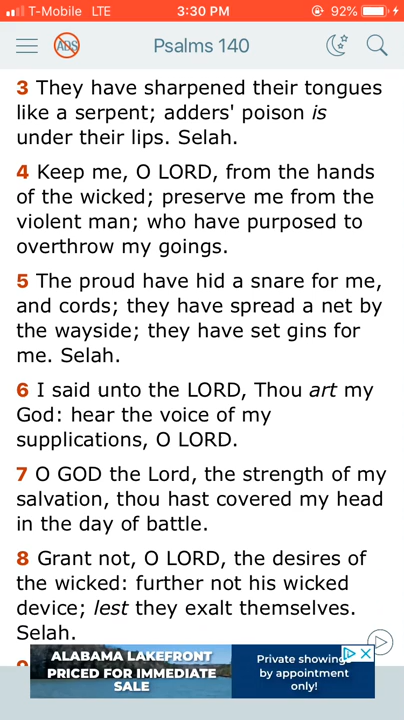 T-Mobile LTE 3:30 PM 92%
ADS Psalms 140
3 They have sharpened their tongues
like a serpent; adders' poison is
under their lips. Selah.
4 Keep me, O LORD, from the hands
of the wicked; preserve me from the
violent man; who have purposed to
overthrow my goings.
5 The proud have hid a snare for me,
and cords; they have spread a net by
the wayside; they have set gins for
me. Selah.
6 I said unto the LORD, Thou art my
God: hear the voice of my
supplications, O LORD.
7 O GOD the Lord, the strength of my
salvation, thou hast covered my head
in the day of battle.
8 Grant not, O LORD, the desires of
the wicked: further not his wicked
device; lest they exalt themselves.
Selah.
ALABAMA LAKEFRONT
PRICED FOR IMMEDIATE
SALE
Private showings
by appointment
only!